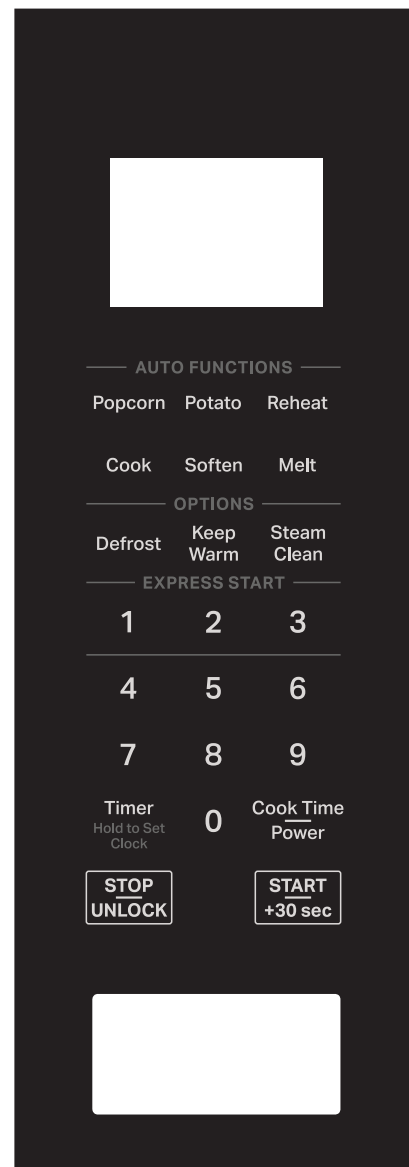 AUTO FUNCTIONS
Popcorn Potato Reheat
Cook Soften Melt
OPTIONS
Defrost Keep Warm Steam Clean
EXPRESS START
1 2 3
4 5 6
7 8 9
Timer
Hold to Set
Clock
0
Cook Time
Power
STOP
UNLOCK
START
+30 sec